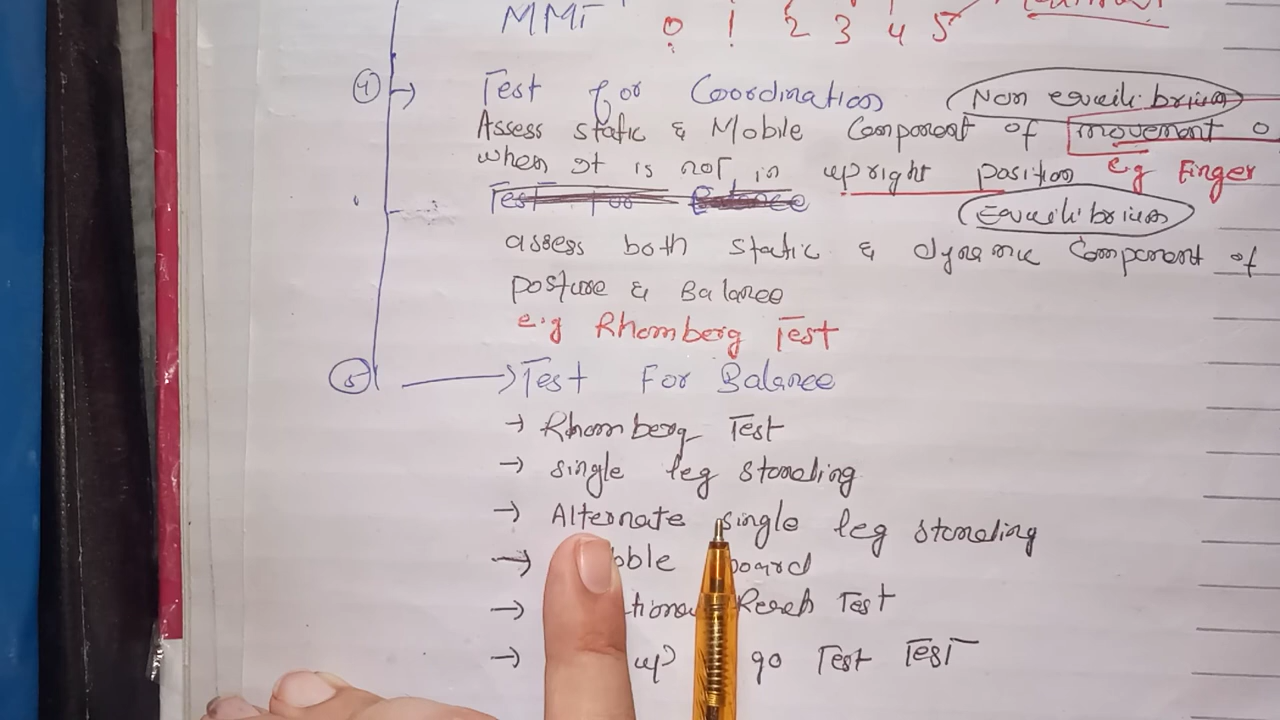 MMT 0 1 2 3 4 5
4 → Test for Coordination (Non equilibrium)
Assess static & Mobile Component of movement
when it is not in upright position e.g Finger
Test for Balance (Equilibrium)
assess both static & dynamic Component of
posture & Balance
e.g Rhomberg Test
5 → Test For Balance
→ Rhomberg Test
→ single leg standing
→ Alternate single leg standing
→ board
→ Reach Test
→ up go Test TEST